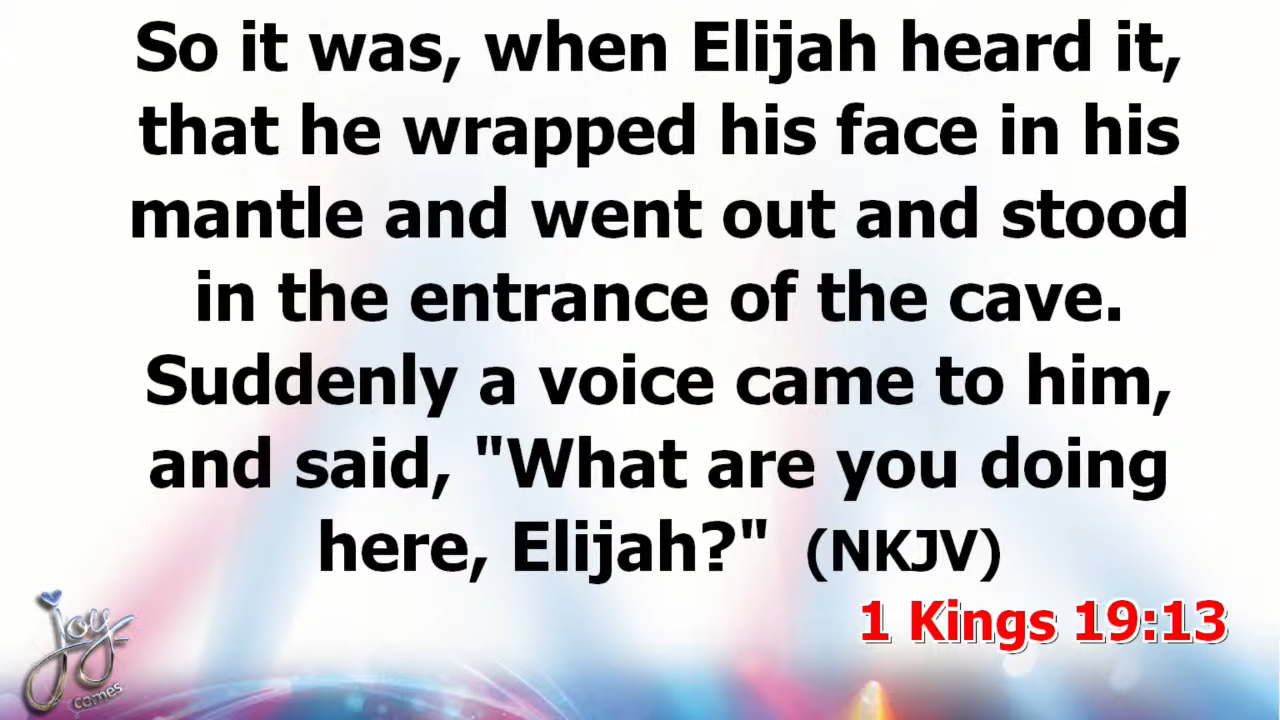 So it was, when Elijah heard it,
that he wrapped his face in his
mantle and went out and stood
in the entrance of the cave.
Suddenly a voice came to him,
and said, "What are you doing
here, Elijah?" (NKJV)
1 Kings 19:13
joy
comes